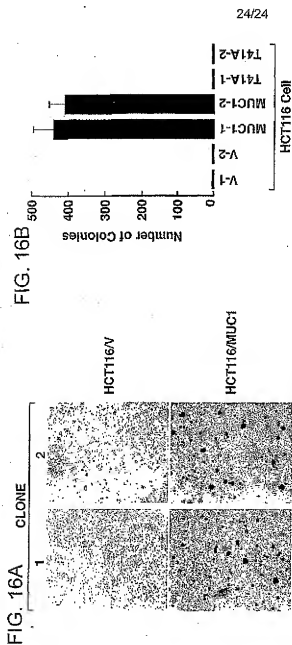 24/24
FIG. 16A
CLONE
1
2
HCT116/V
HCT116/MUC1
FIG. 16B
Number of Colonies
500
400
300
200
100
0
V-1
V-2
MUC1-1
MUC1-2
T41A-1
T41A-2
HCT116 Cell